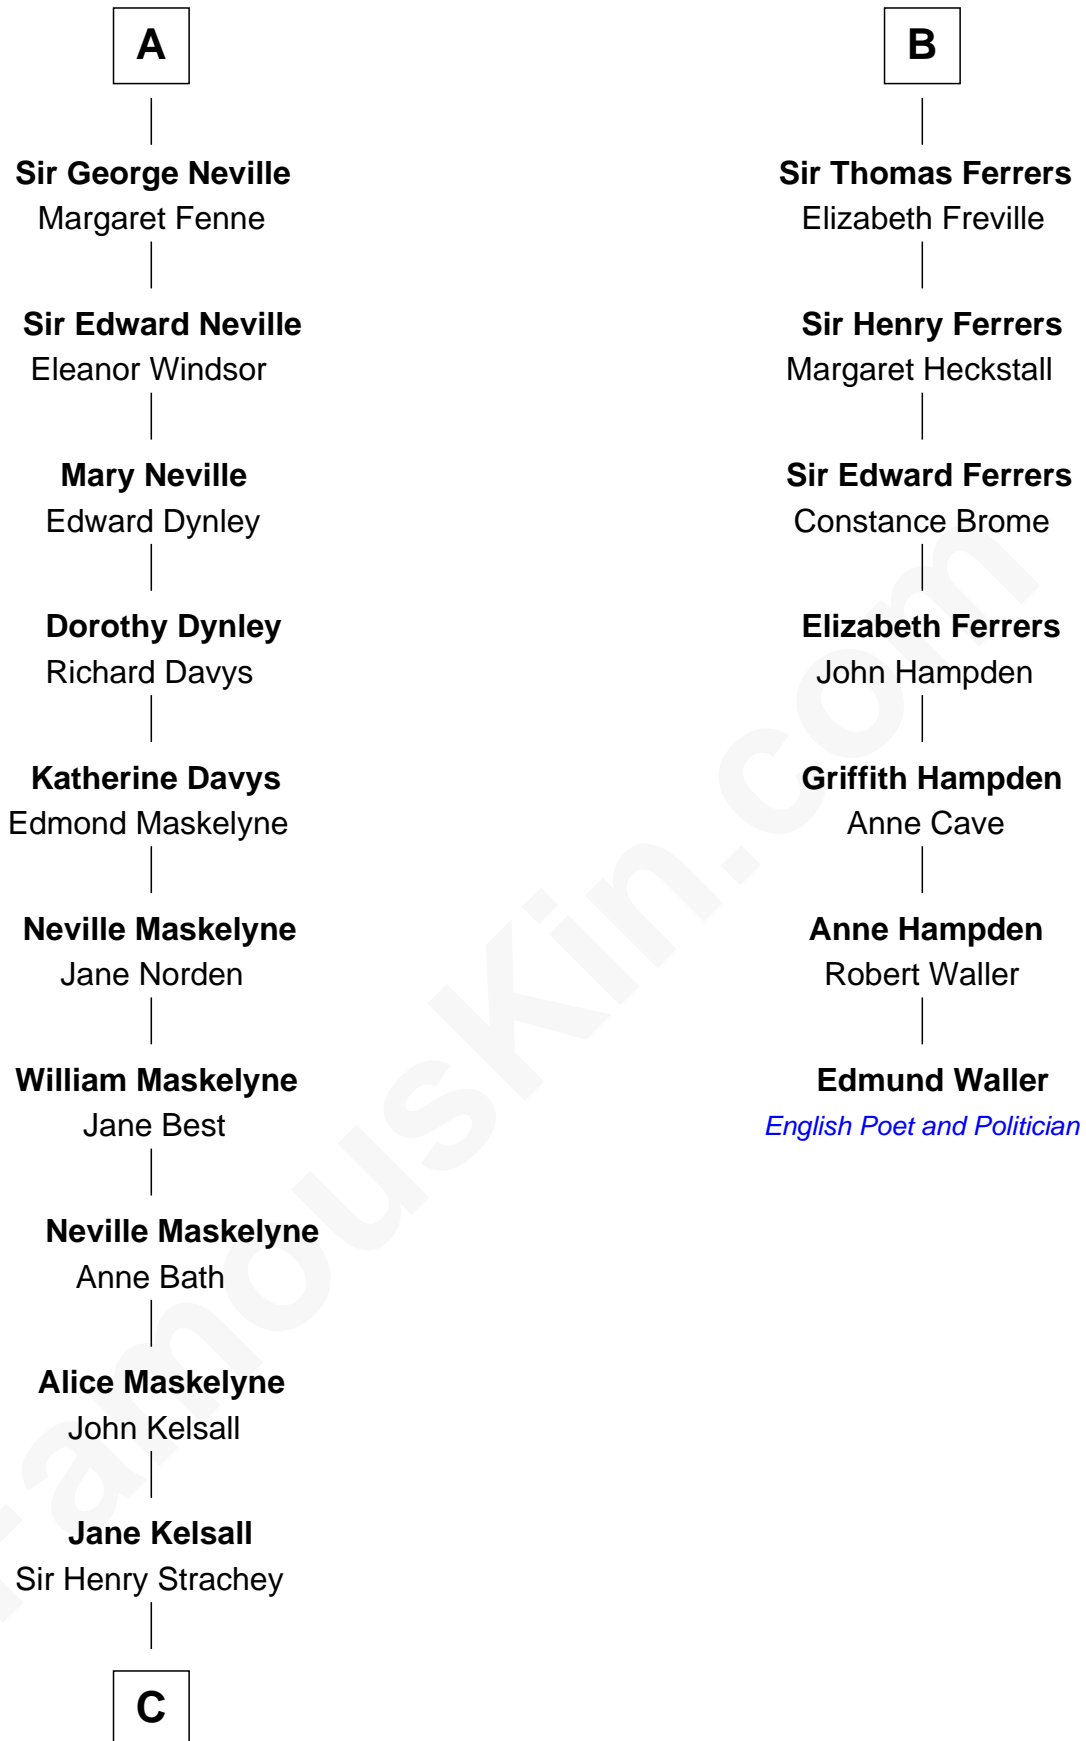 A
Sir George Neville
Margaret Fenne
Sir Edward Neville
Eleanor Windsor
Mary Neville
Edward Dynley
Dorothy Dynley
Richard Davys
Katherine Davys
Edmond Maskelyne
Neville Maskelyne
Jane Norden
William Maskelyne
Jane Best
Neville Maskelyne
Anne Bath
Alice Maskelyne
John Kelsall
Jane Kelsall
Sir Henry Strachey
C
B
Sir Thomas Ferrers
Elizabeth Freville
Sir Henry Ferrers
Margaret Heckstall
Sir Edward Ferrers
Constance Brome
Elizabeth Ferrers
John Hampden
Griffith Hampden
Anne Cave
Anne Hampden
Robert Waller
Edmund Waller
English Poet and Politician
FamousKin.com